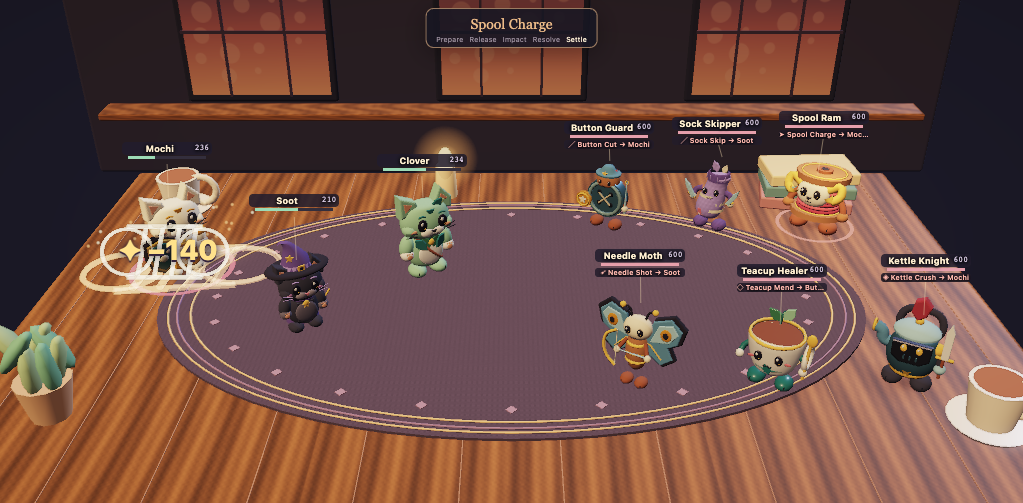 Spool Charge
Prepare Release Impact Resolve Settle
Mochi 236
✦ −140
Soot 210
Clover 234
Button Guard 600
Button Cut → Mochi
Sock Skipper 600
Sock Skip → Soot
Spool Ram 600
Spool Charge → Moc...
Needle Moth 600
Needle Shot → Soot
Teacup Healer 600
Teacup Mend → But...
Kettle Knight 600
Kettle Crush → Mochi